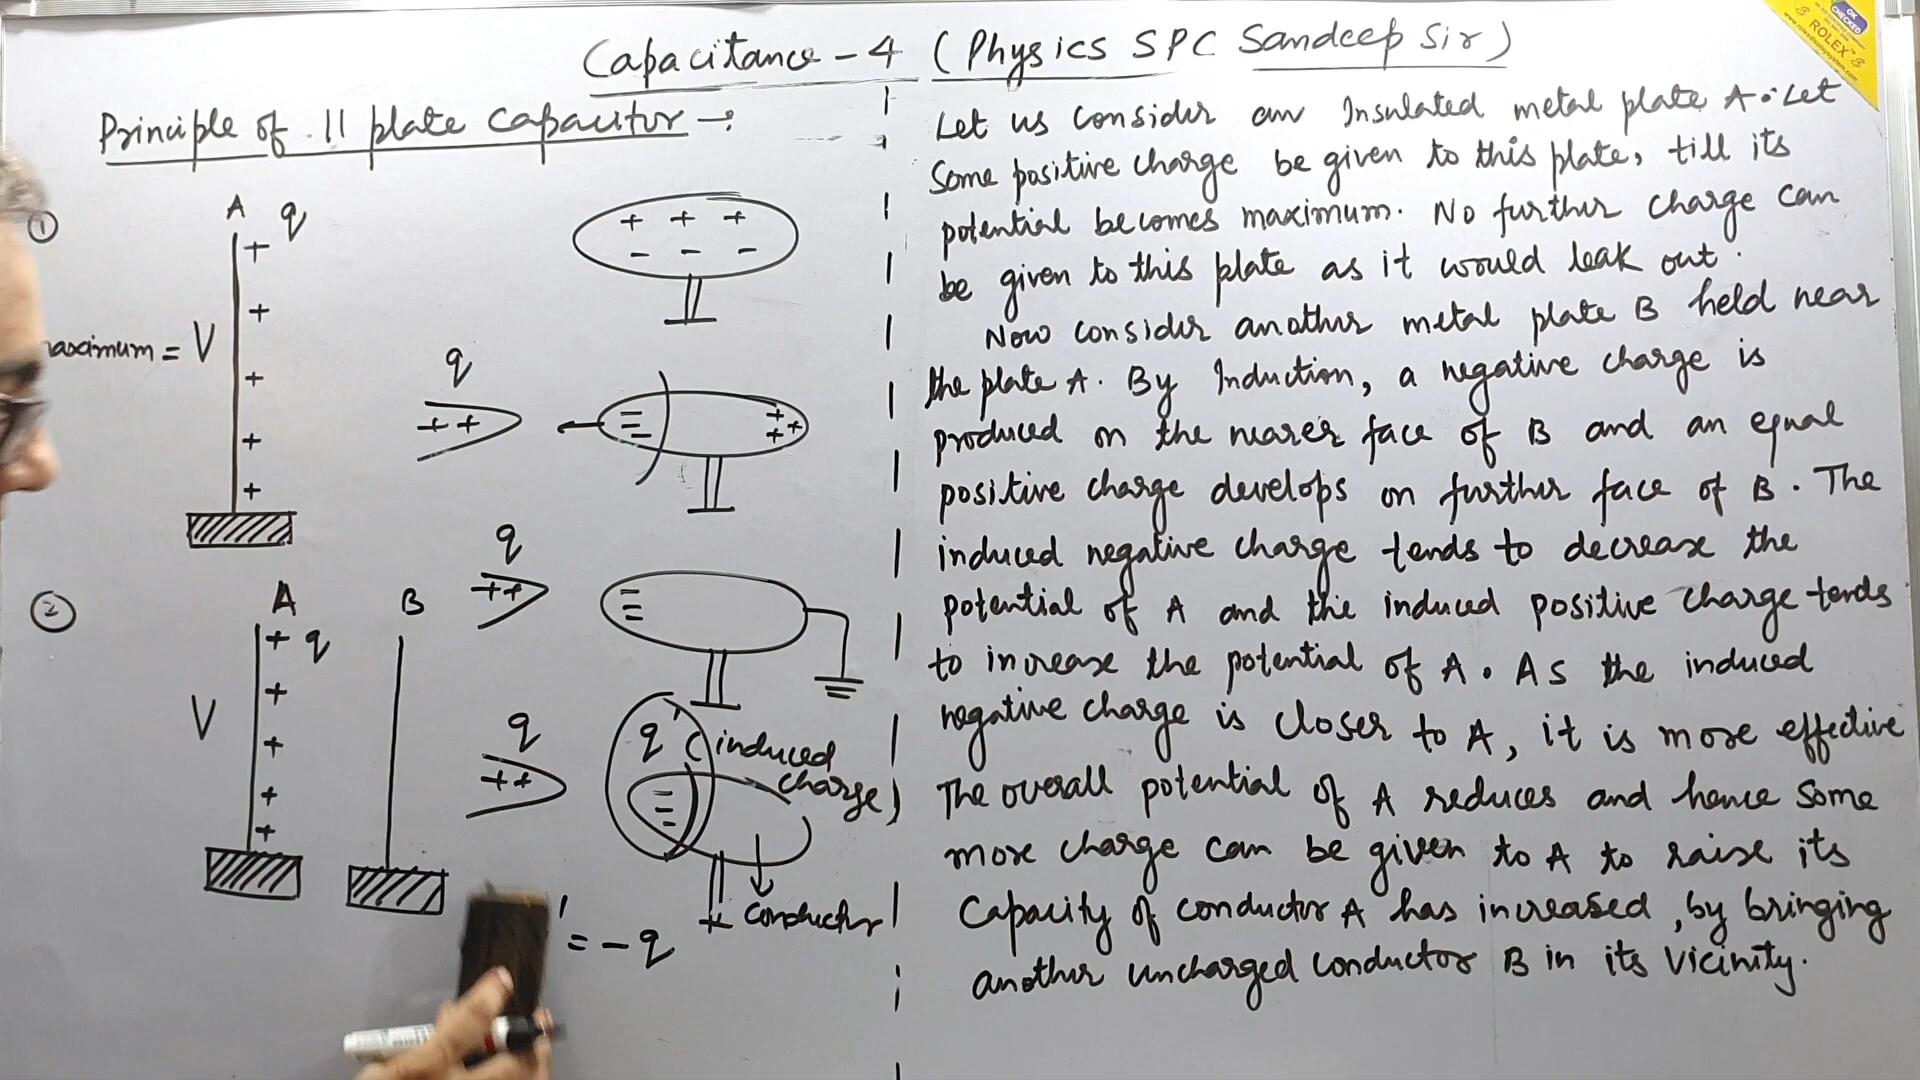 Capacitance - 4 (Physics SPC Sandeep Sir)
Principle of || plate capacitor →:
①
A q
+
+
maximum = V
+
+
+
+ + +
- - -
q
++
q
++
②
A B
+ q
+
V
+
+
+
q
++
q' (induced charge)
conductor
' = -q
Let us consider an Insulated metal plate A. Let
Some positive charge be given to this plate, till its
potential becomes maximum. No further charge can
be given to this plate as it would leak out.
Now consider another metal plate B held near
the plate A. By Induction, a negative charge is
produced on the nearer face of B and an equal
positive charge develops on further face of B. The
induced negative charge tends to decrease the
potential of A and the induced positive charge tends
to increase the potential of A. As the induced
negative charge is closer to A, it is more effective
The overall potential of A reduces and hence some
more charge can be given to A to raise its
Capacity of conductor A has increased, by bringing
another uncharged conductor B in its vicinity.
OK
CHECKED
ROLEX